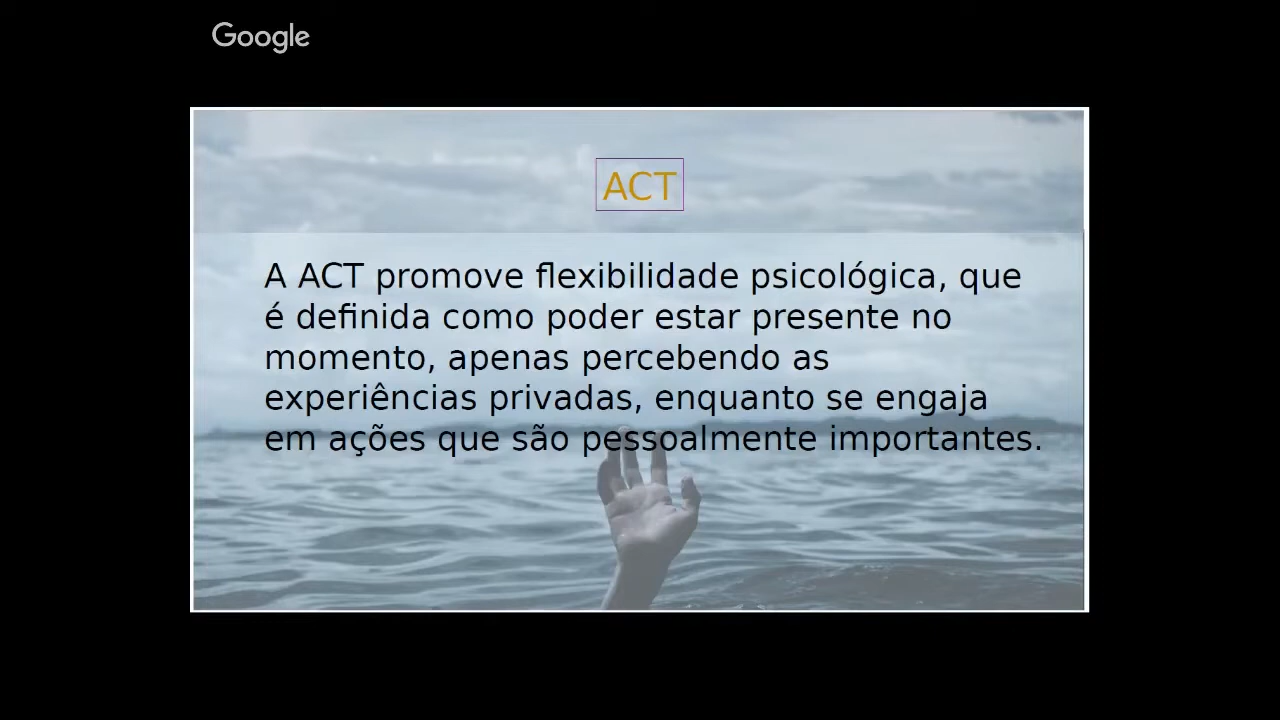 Google
ACT
A ACT promove flexibilidade psicológica, que
é definida como poder estar presente no
momento, apenas percebendo as
experiências privadas, enquanto se engaja
em ações que são pessoalmente importantes.